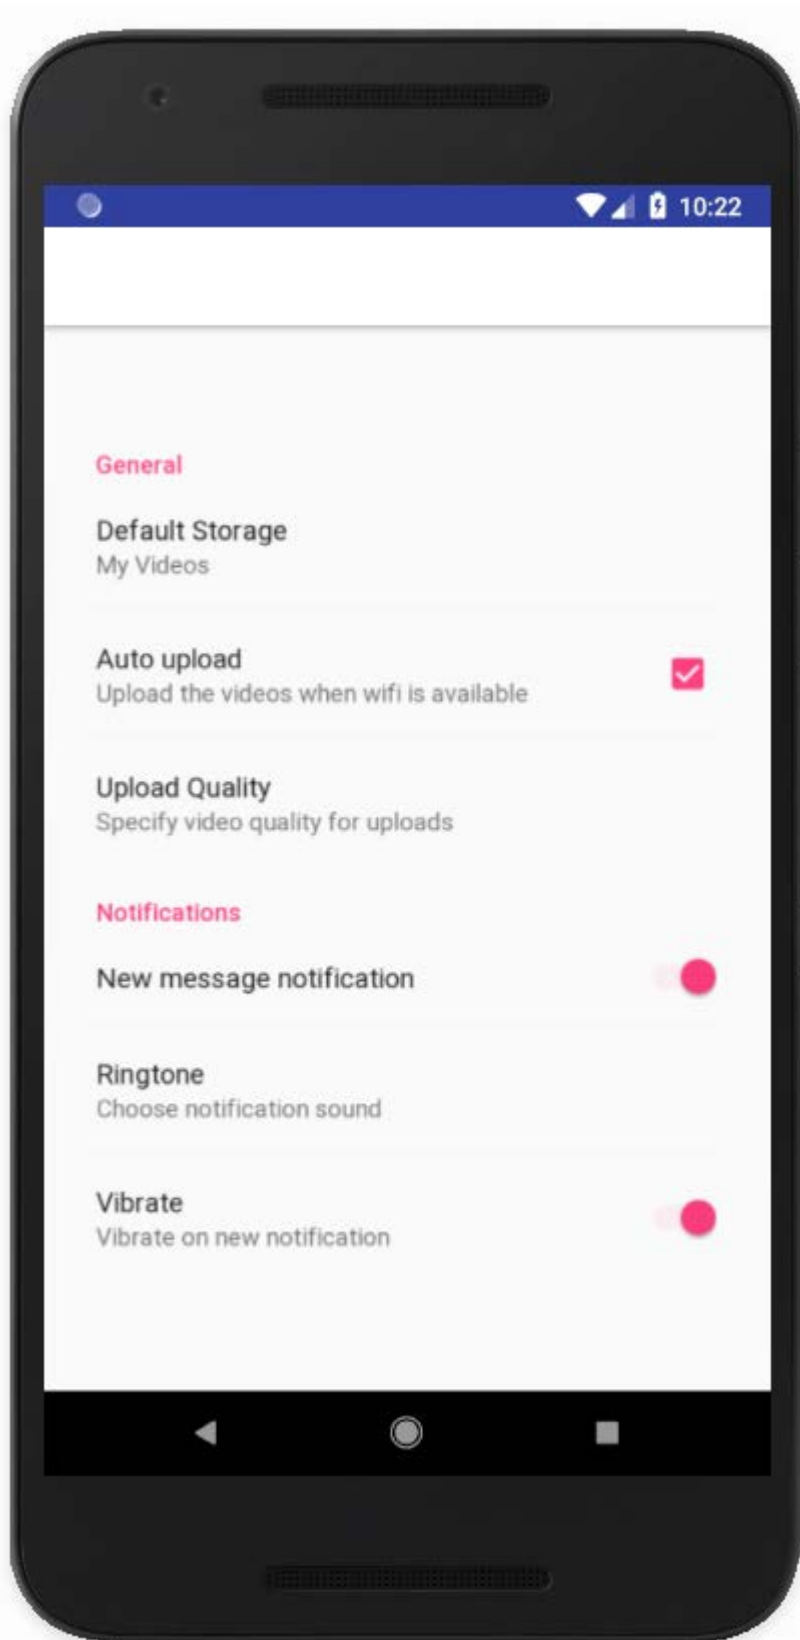 10:22
General
Default Storage
My Videos
Auto upload
Upload the videos when wifi is available
Upload Quality
Specify video quality for uploads
Notifications
New message notification
Ringtone
Choose notification sound
Vibrate
Vibrate on new notification